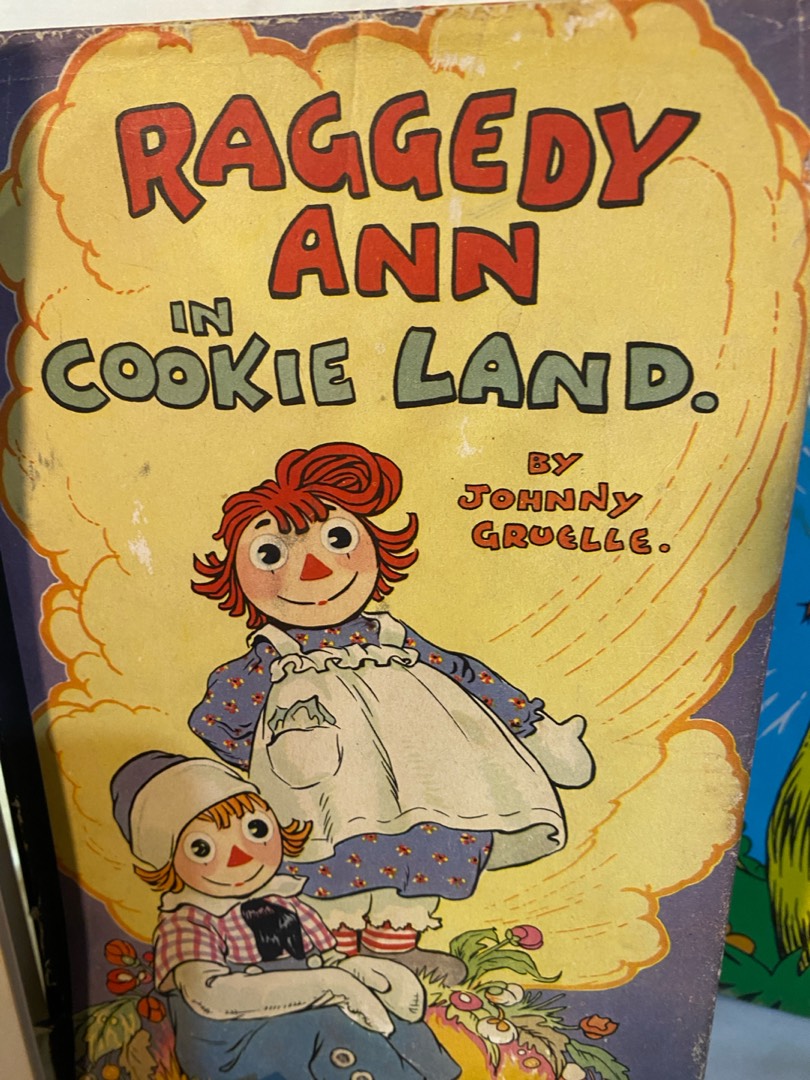 RAGGEDY
ANN
IN
COOKIE LAND.
BY
JOHNNY
GRUELLE.